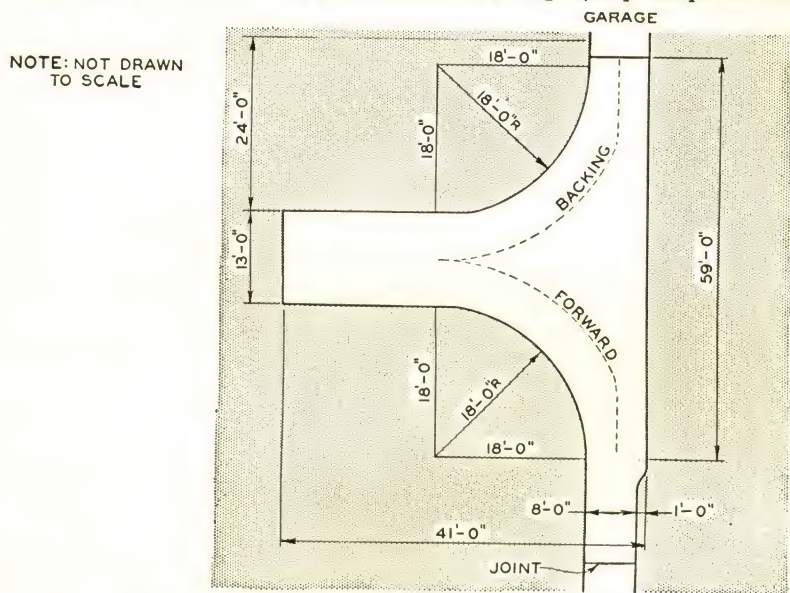 GARAGE
NOTE: NOT DRAWN
TO SCALE
18'-0"
18'-0"R
24'-0"
18'-0"
BACKING
13'-0"
59'-0"
FORWARD
18'-0"
18'-0"R
18'-0"
8'-0"
1'-0"
41'-0"
JOINT